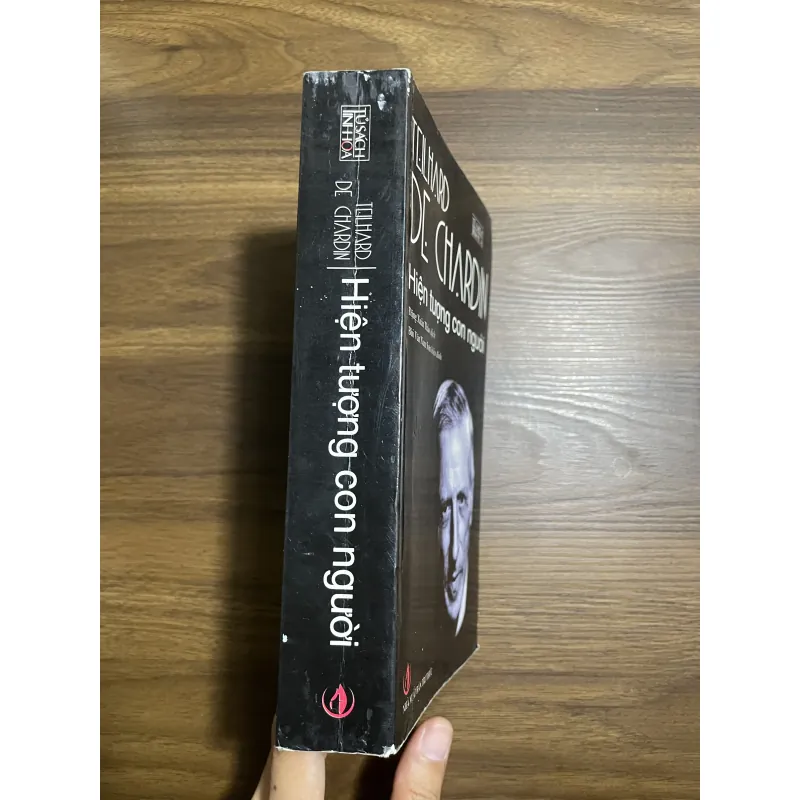 TỦ SÁCH
TINH HOA
TEILHARD
DE CHARDIN
Hiện tượng con người
TEILHARD
DE CHARDIN
Hiện tượng con người